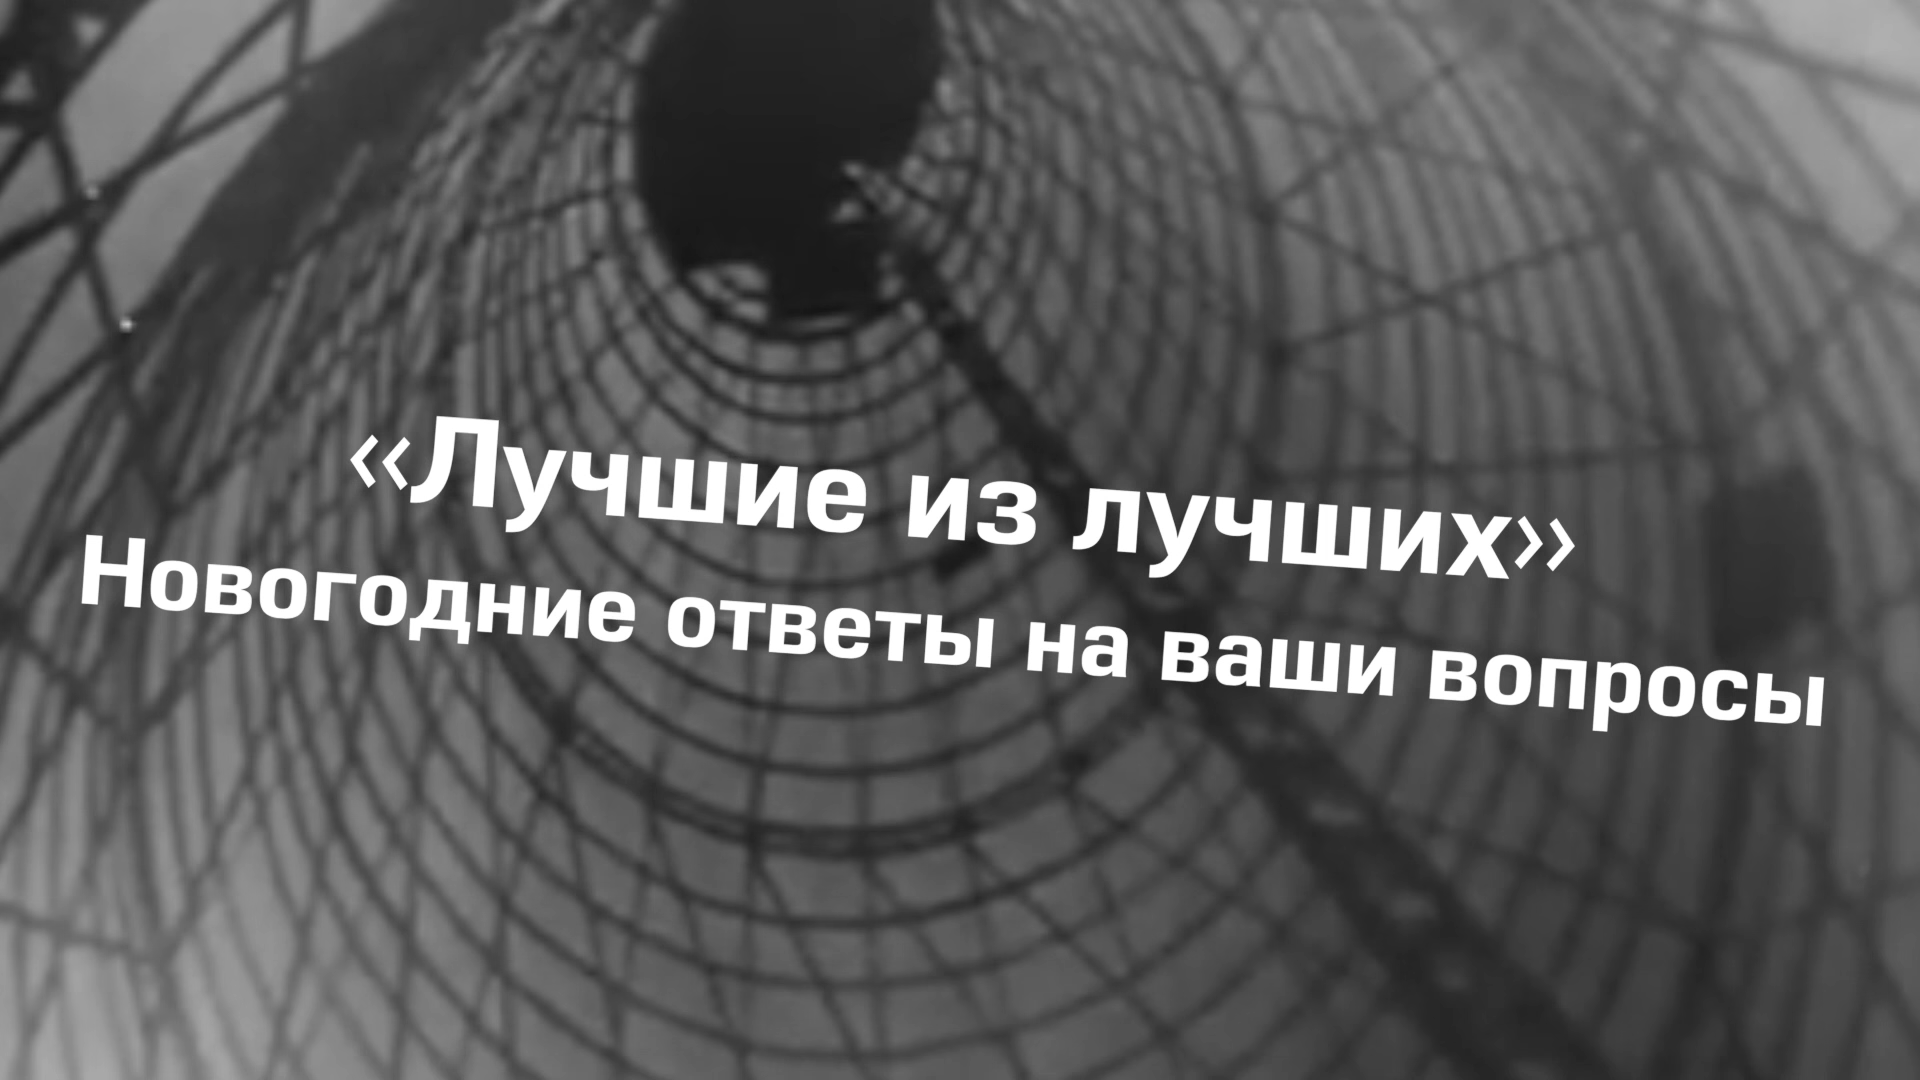 «Лучшие из лучших»
Новогодние ответы на ваши вопросы